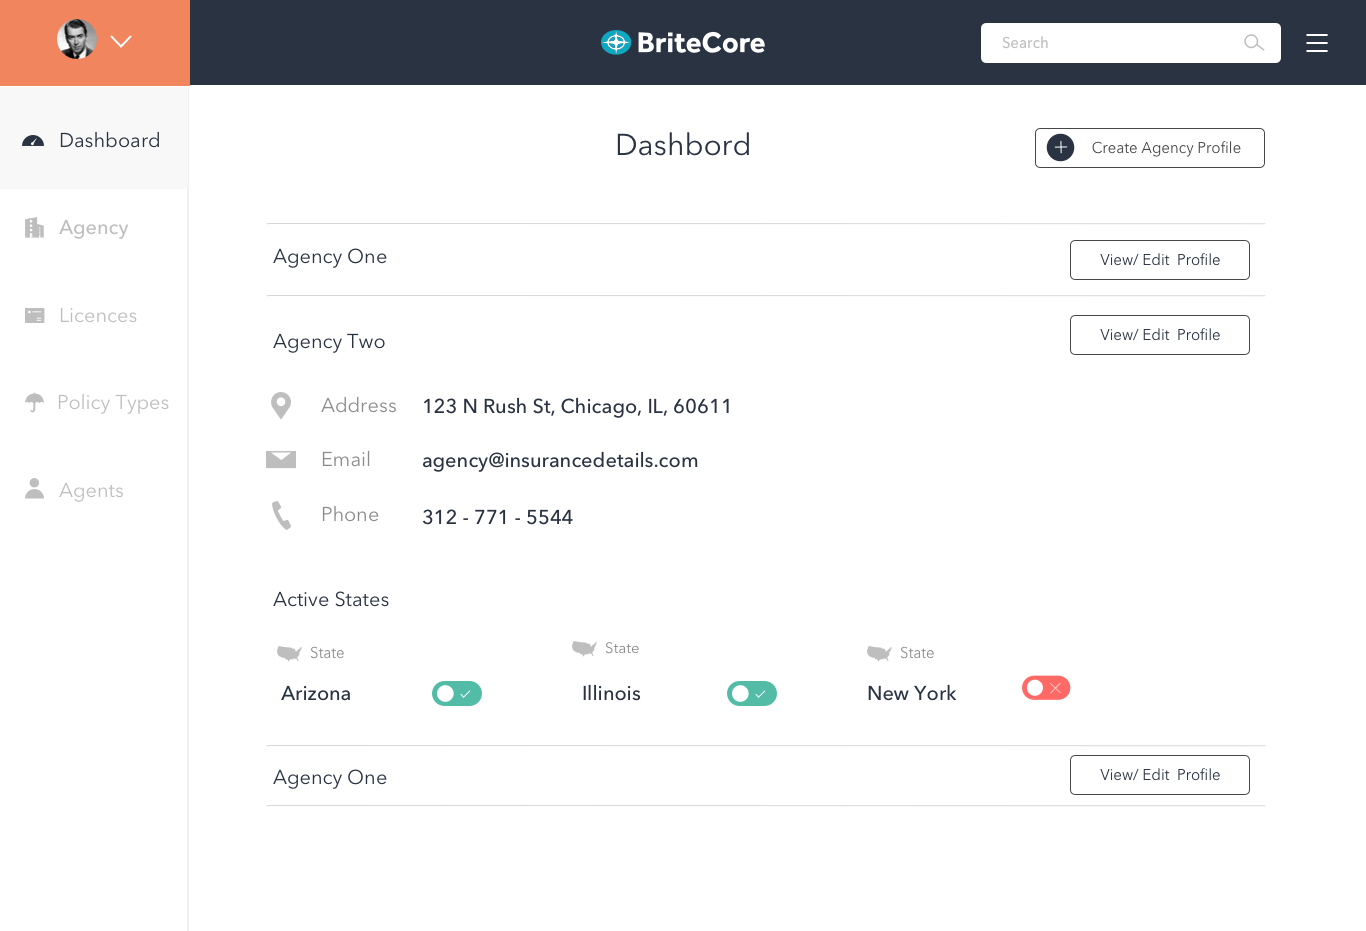 BriteCore
Search
Dashboard
Agency
Licences
Policy Types
Agents
Dashbord
Create Agency Profile
Agency One
View/ Edit Profile
Agency Two
View/ Edit Profile
Address 123 N Rush St, Chicago, IL, 60611
Email agency@insurancedetails.com
Phone 312 - 771 - 5544
Active States
State State State
Arizona Illinois New York
Agency One
View/ Edit Profile